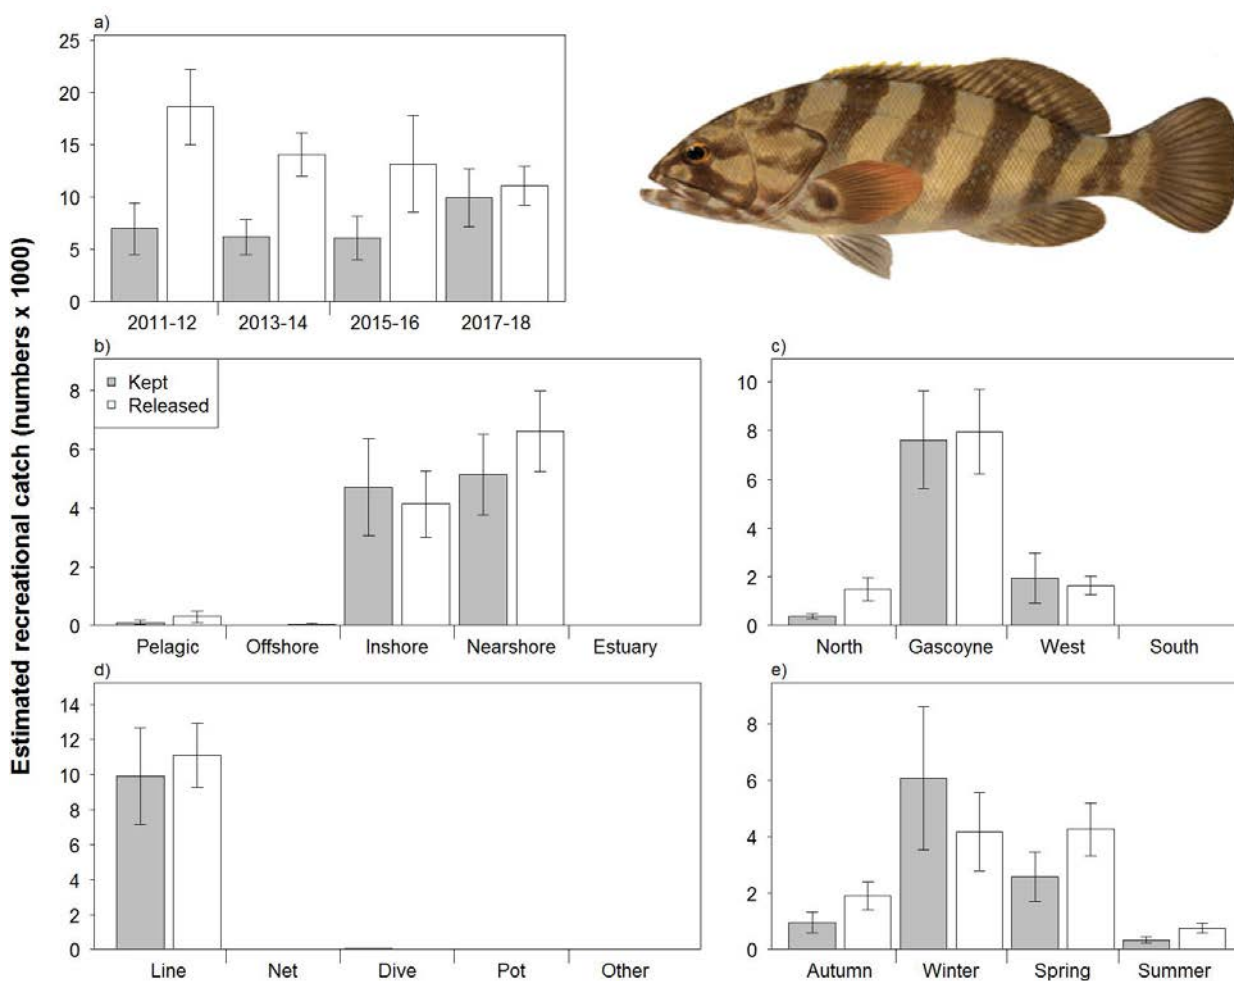 Estimated recreational catch (numbers x 1000)
a)
25
20
15
10
5
0
2011-12 2013-14 2015-16 2017-18
b)
Kept
Released
8
6
4
2
0
Pelagic Offshore Inshore Nearshore Estuary
c)
10
8
6
4
2
0
North Gascoyne West South
d)
14
12
10
8
6
4
2
0
Line Net Dive Pot Other
e)
8
6
4
2
0
Autumn Winter Spring Summer